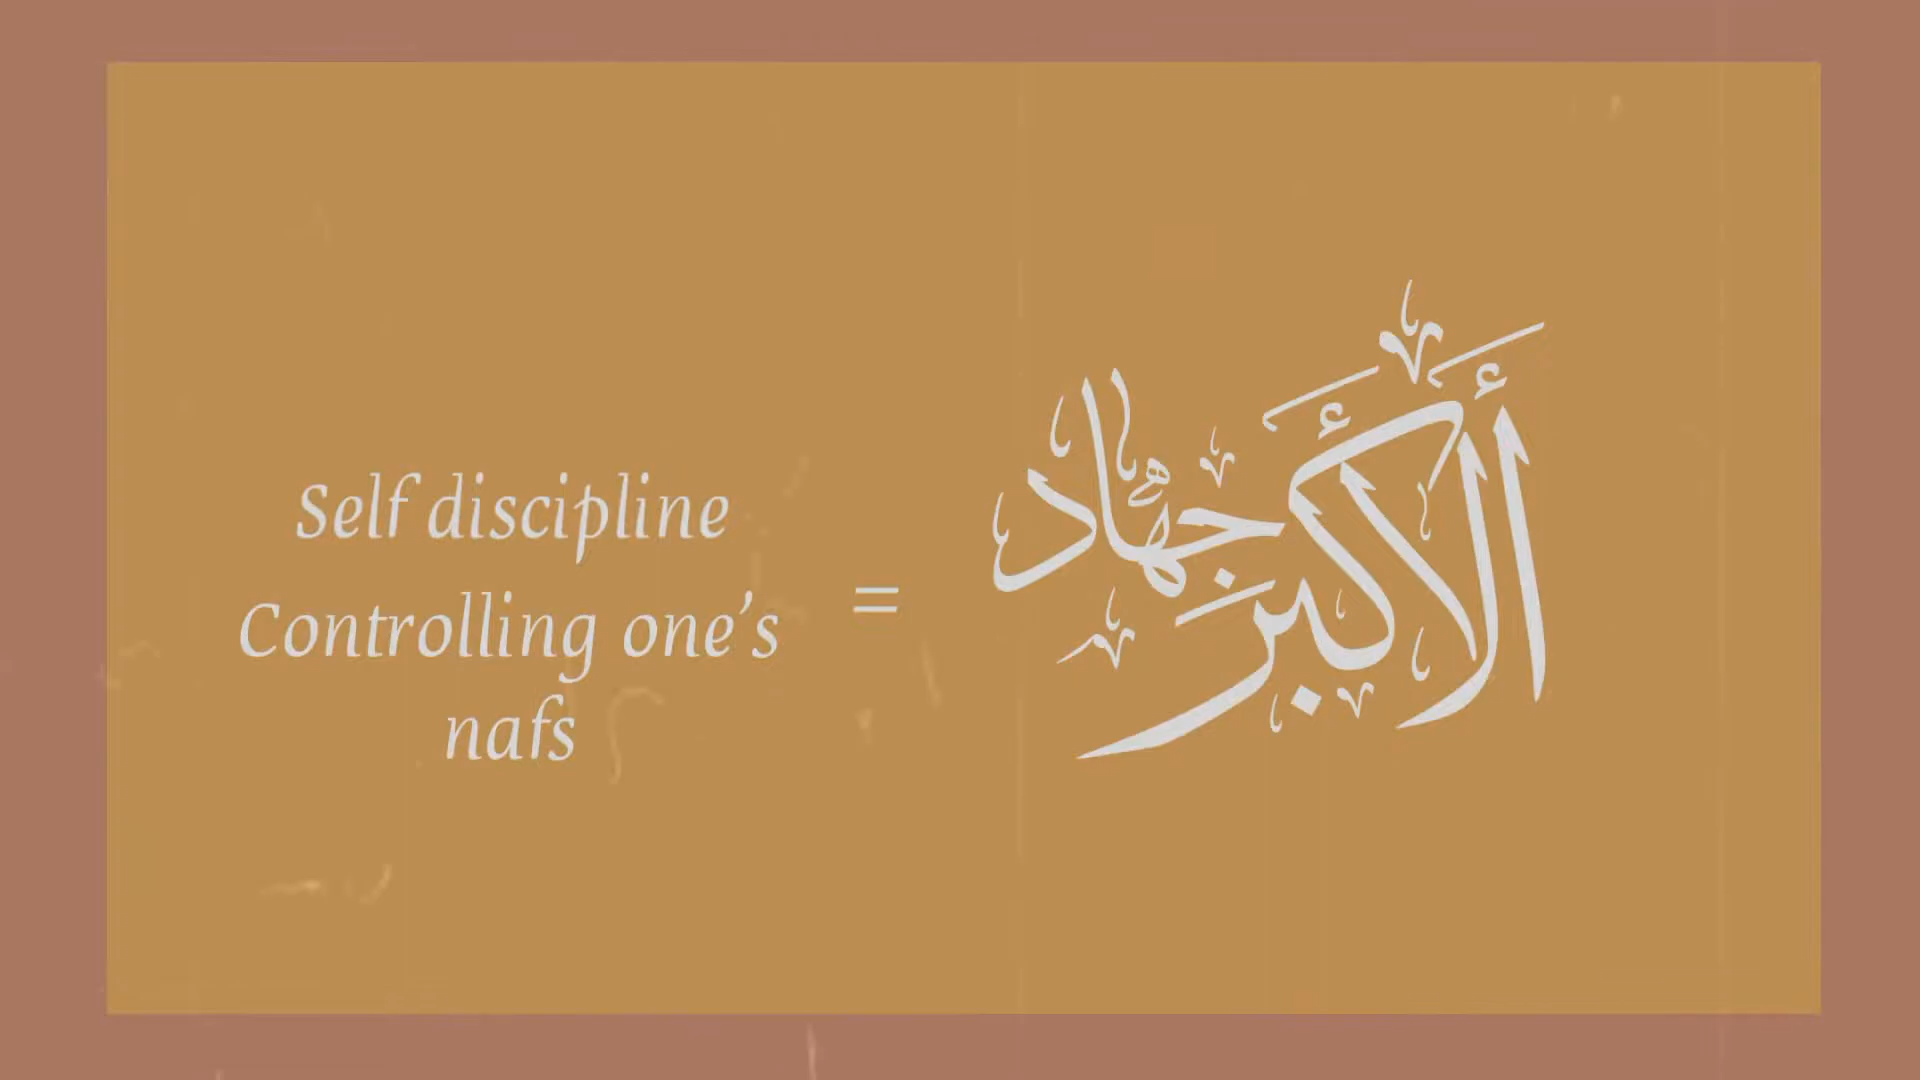 Self discipline
Controlling one’s
nafs
=
جهاد
الأكبر